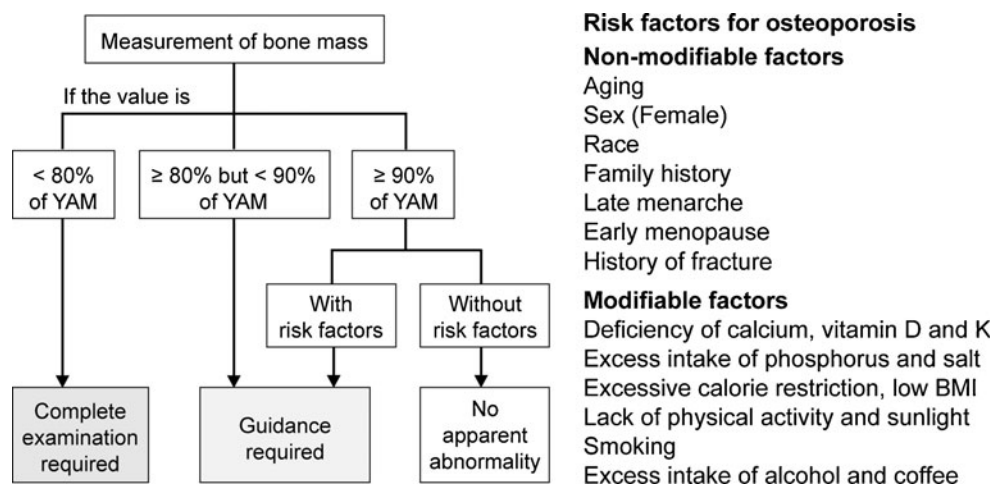 Measurement of bone mass
If the value is
< 80%
of YAM
≥ 80% but < 90%
of YAM
≥ 90%
of YAM
With
risk factors
Without
risk factors
Complete
examination
required
Guidance
required
No
apparent
abnormality
Risk factors for osteoporosis
Non-modifiable factors
Aging
Sex (Female)
Race
Family history
Late menarche
Early menopause
History of fracture
Modifiable factors
Deficiency of calcium, vitamin D and K
Excess intake of phosphorus and salt
Excessive calorie restriction, low BMI
Lack of physical activity and sunlight
Smoking
Excess intake of alcohol and coffee